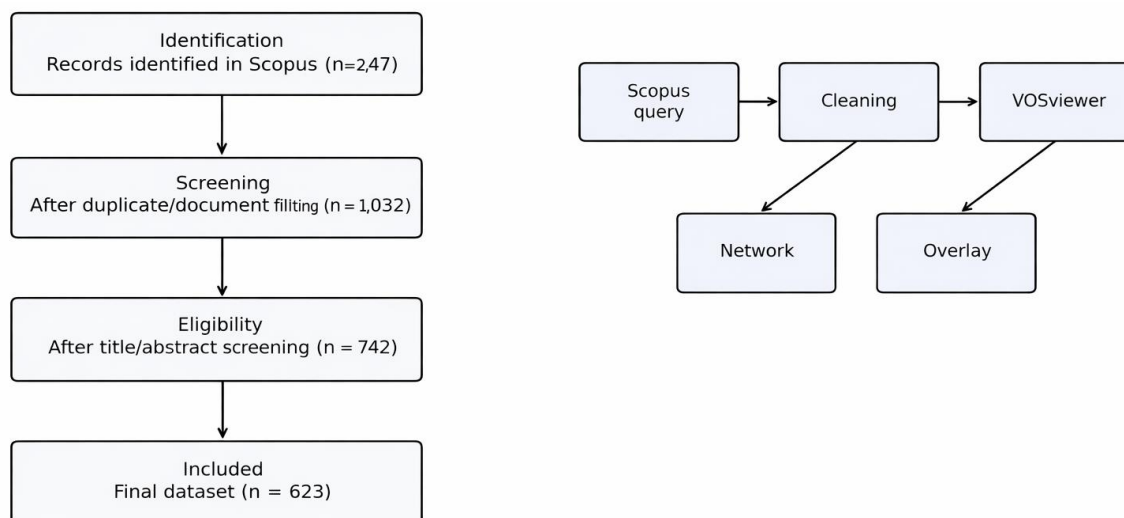 Identification
Records identified in Scopus (n=2,47)
Screening
After duplicate/document filiting (n = 1,032)
Eligibility
After title/abstract screening (n = 742)
Included
Final dataset (n = 623)
Scopus
query
Cleaning
VOSviewer
Network
Overlay